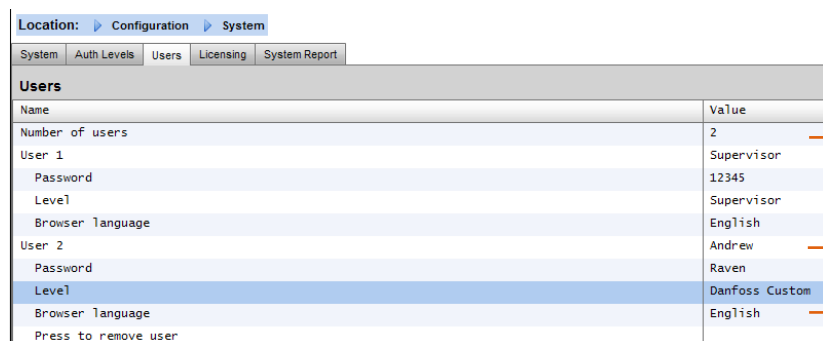 Location: Configuration System
System Auth Levels Users Licensing System Report
Users
Name Value
Number of users 2
User 1 Supervisor
Password 12345
Level Supervisor
Browser language English
User 2 Andrew
Password Raven
Level Danfoss Custom
Browser language English
Press to remove user